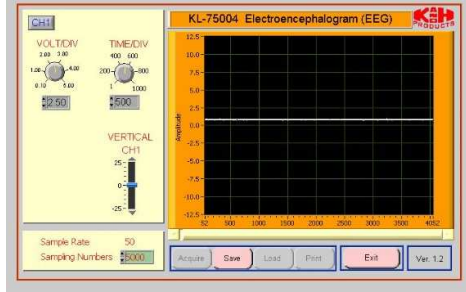 CH1
KL-75004 Electroencephalogram (EEG)
K&H
PRODUCTS
VOLT/DIV
TIME/DIV
2.00 3.00
400 600
1.00 4.00
200 800
0.10 5.00
1 1000
2.50
500
VERTICAL
CH1
25
0
-25
Amplitude
12.5
10.0
7.5
5.0
2.5
0.0
-2.5
-5.0
-7.5
-10.0
-12.5
52 500 1000 1500 2000 2500 3000 3500 4052
Sample Rate 50
Sampling Numbers 5000
Acquire Save Load Print Exit Ver. 1.2